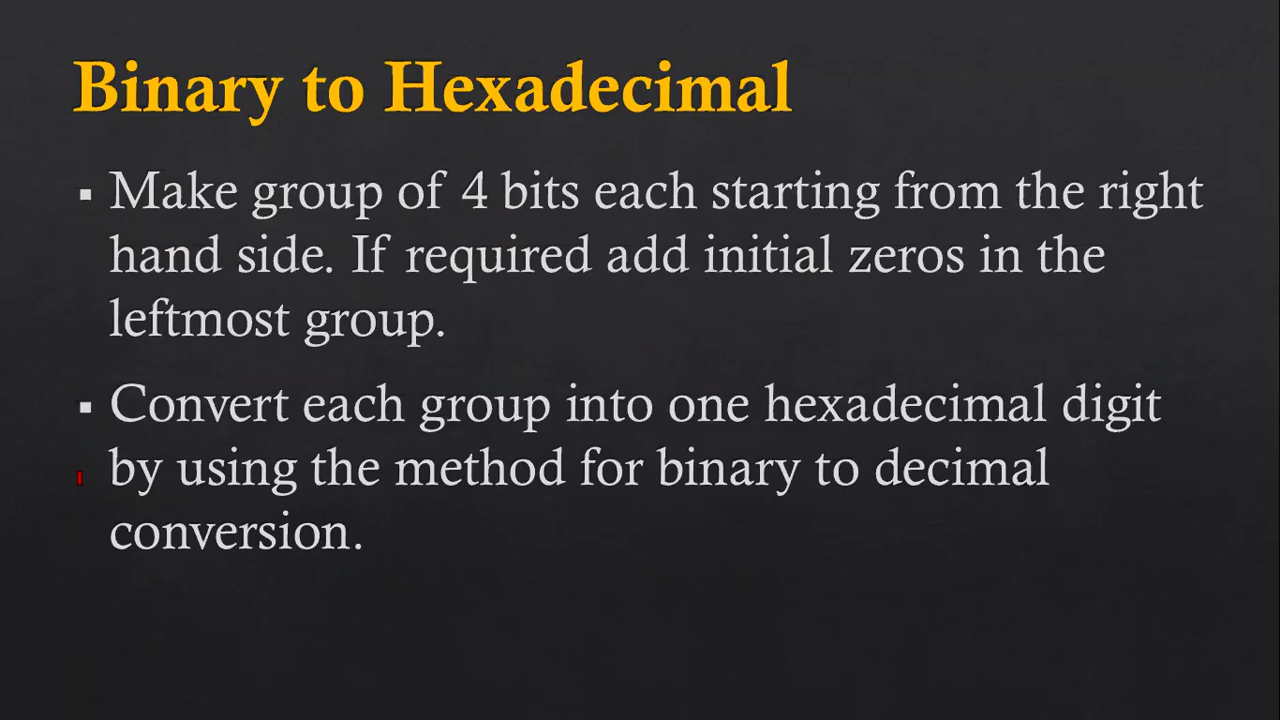 Binary to Hexadecimal
▪ Make group of 4 bits each starting from the right
hand side. If required add initial zeros in the
leftmost group.
▪ Convert each group into one hexadecimal digit
by using the method for binary to decimal
conversion.